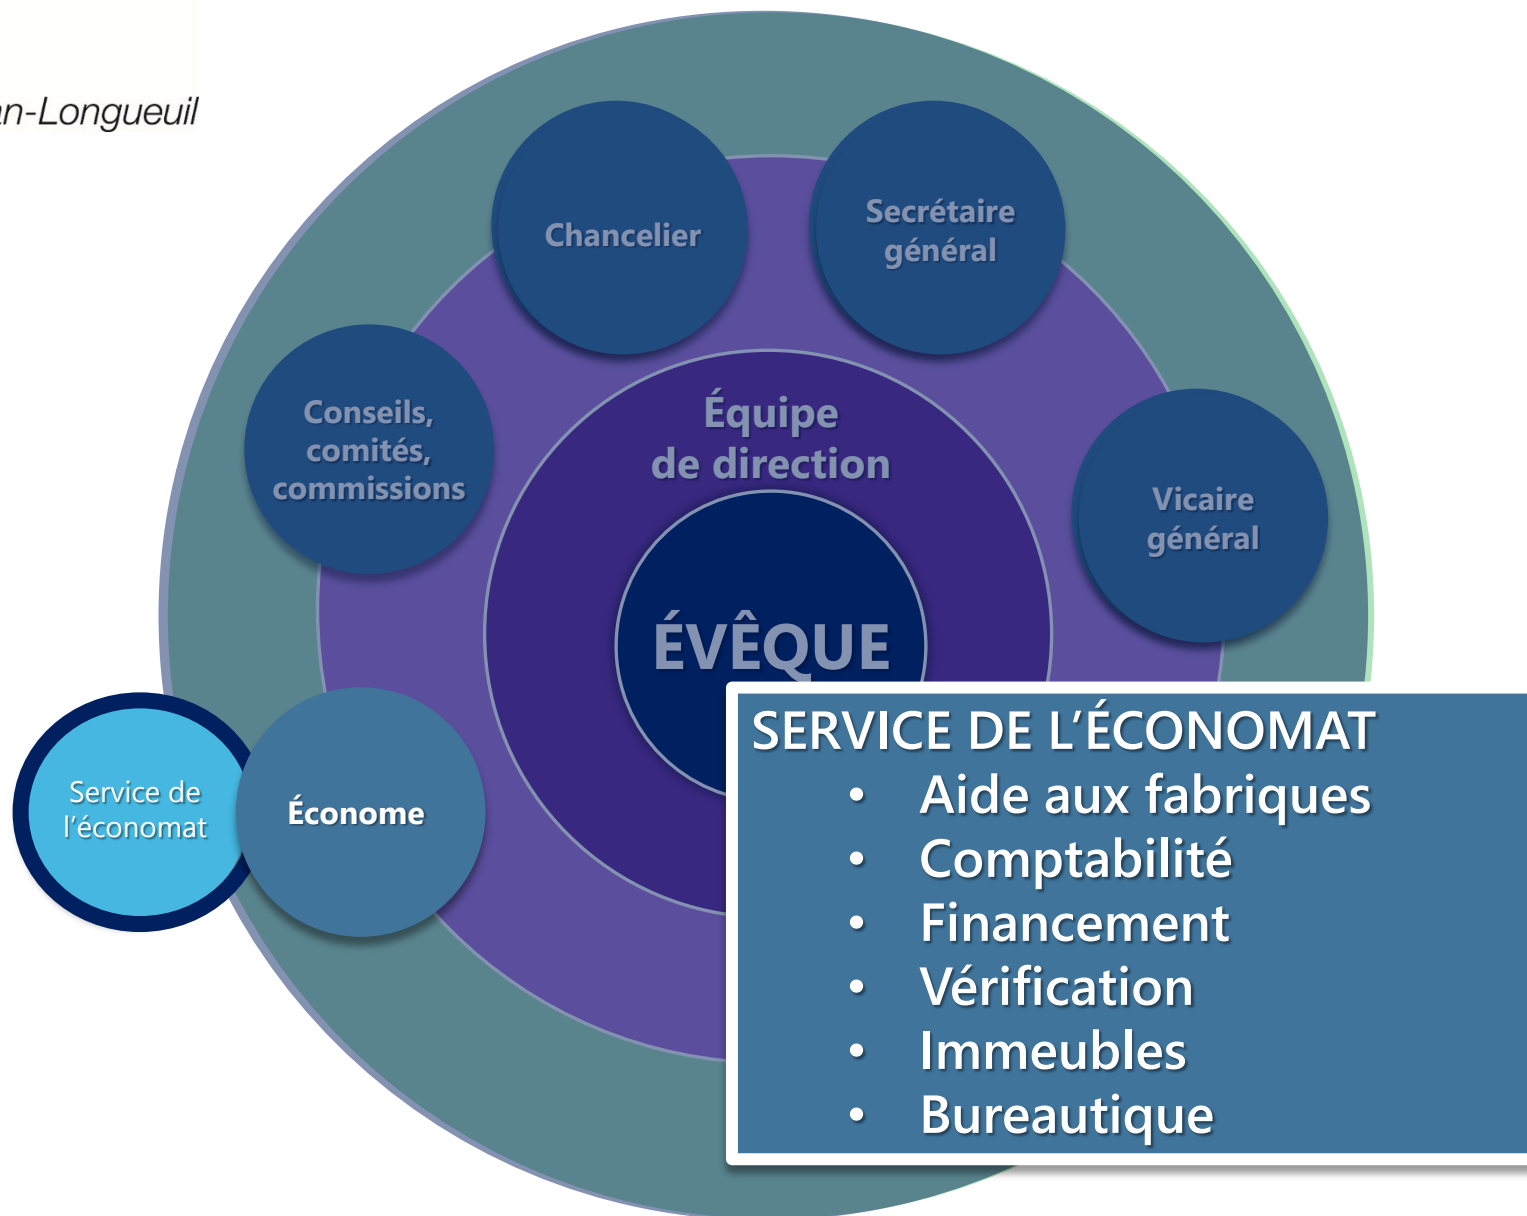 n-Longueuil
Chancelier
Secrétaire
général
Conseils,
comités,
commissions
Équipe
de direction
Vicaire
général
ÉVÊQUE
Service de
l'économat
Économe
SERVICE DE L'ÉCONOMAT
• Aide aux fabriques
• Comptabilité
• Financement
• Vérification
• Immeubles
• Bureautique